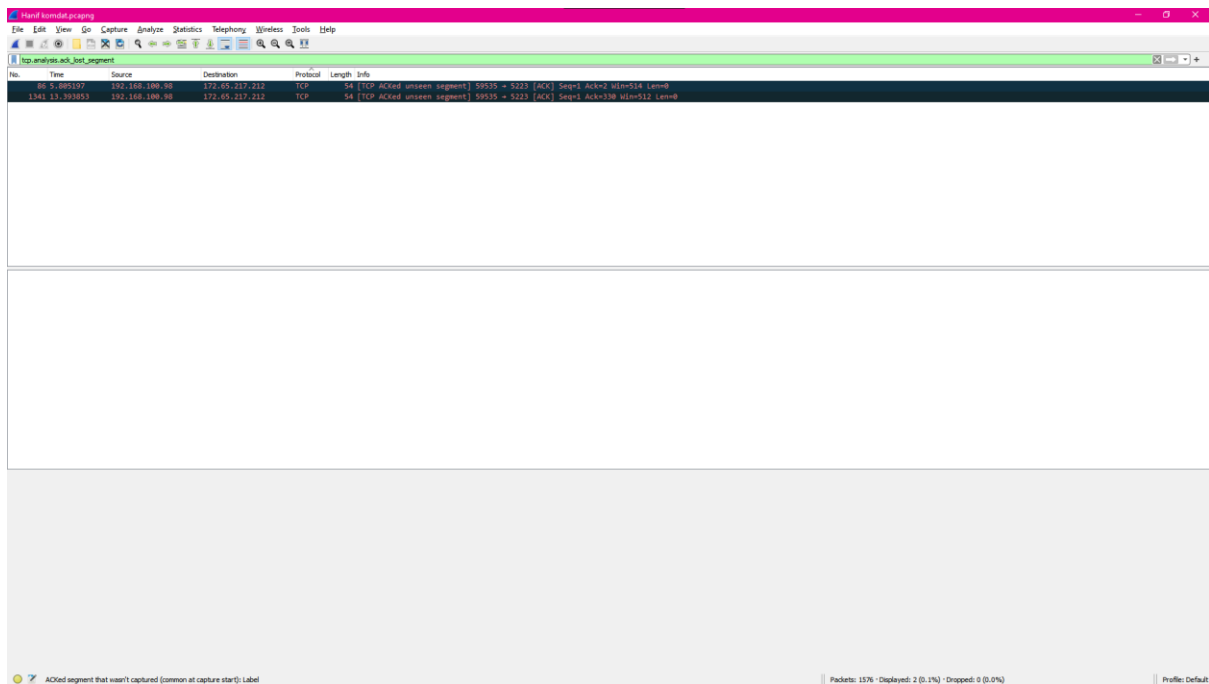 Hanif komdat.pcapng
File Edit View Go Capture Analyze Statistics Telephony Wireless Tools Help
tcp.analysis.ack_lost_segment
No. Time Source Destination Protocol Length Info
86 5.805197 192.168.100.98 172.65.217.212 TCP 54 [TCP ACKed unseen segment] 59535 → 5223 [ACK] Seq=1 Ack=2 Win=514 Len=0
1341 13.393853 192.168.100.98 172.65.217.212 TCP 54 [TCP ACKed unseen segment] 59535 → 5223 [ACK] Seq=1 Ack=330 Win=512 Len=0
ACKed segment that wasn't captured (common at capture start): Label Packets: 1576 · Displayed: 2 (0.1%) · Dropped: 0 (0.0%) Profile: Default